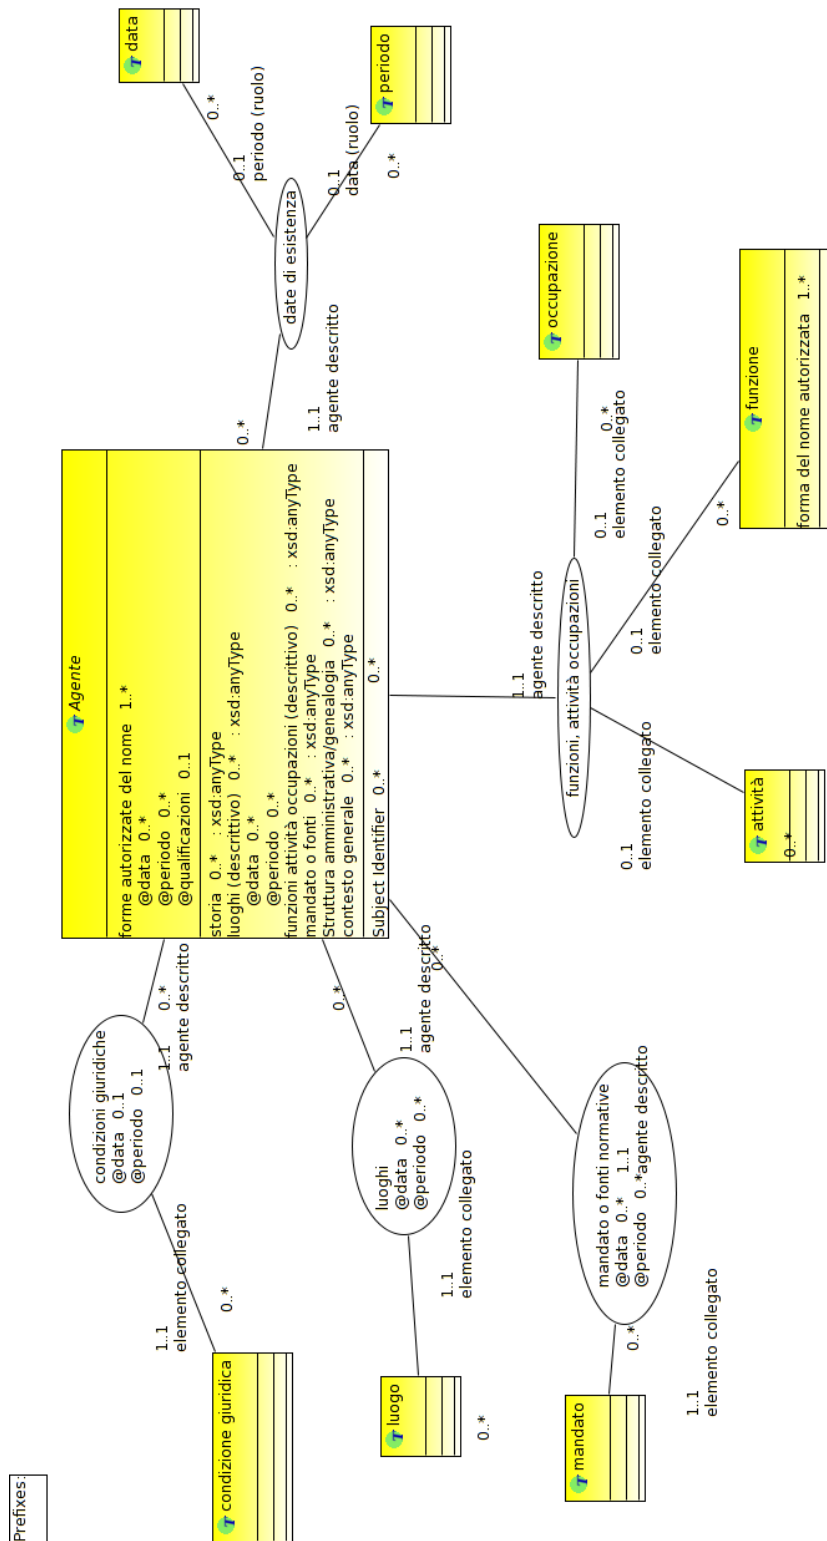 Prefixes:
T condizione giuridica
1..1
elemento collegato
0..*
condizioni giuridiche
@data 0..1
@periodo 0..1
0..*
1..1
agente descritto
T Agente
forme autorizzate del nome 1..*
@data 0..*
@periodo 0..*
@qualificazioni 0..1
storia 0..* : xsd:anyType
luoghi (descrittivo) 0..* : xsd:anyType
@data 0..*
@periodo 0..*
funzioni attività occupazioni (descrittivo) 0..* : xsd:anyType
mandato o fonti 0..* : xsd:anyType
Struttura amministrativa/genealogia 0..* : xsd:anyType
contesto generale 0..* : xsd:anyType
Subject Identifier 0..*
T data
0..*
0..1
periodo (ruolo)
T periodo
0..1
data (ruolo)
0..*
date di esistenza
0..*
1..1
agente descritto
T luogo
0..*
1..1
elemento collegato
luoghi
@data 0..*
@periodo 0..*
0..*
1..1
agente descritto
T mandato
0..*
1..1
elemento collegato
mandato o fonti normative
@data 0..*
@periodo 0..*
1..1
agente descritto
0..*
0..*
1..1
agente descritto
funzioni, attività occupazioni
T occupazione
0..*
0..1
elemento collegato
T funzione
forma del nome autorizzata 1..*
0..*
0..1
elemento collegato
T attività
0..*
0..1
elemento collegato